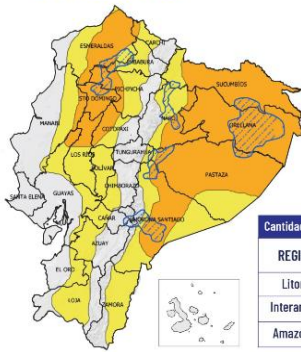 ESMERALDAS
CARCHI
IMBABURA
SUCUMBIOS
PICHINCHA
STO DOMINGO
NAPO
ORELLANA
MANABI
COTOPAXI
TUNGURAHUA
LOS RIOS
PASTAZA
BOLIVAR
CHIMBORAZO
SANTA ELENA
GUAYAS
CAÑAR
MORONA SANTIAGO
AZUAY
EL ORO
LOJA
ZAMORA
Cantidad
REGI
Litor
Interan
Amazo